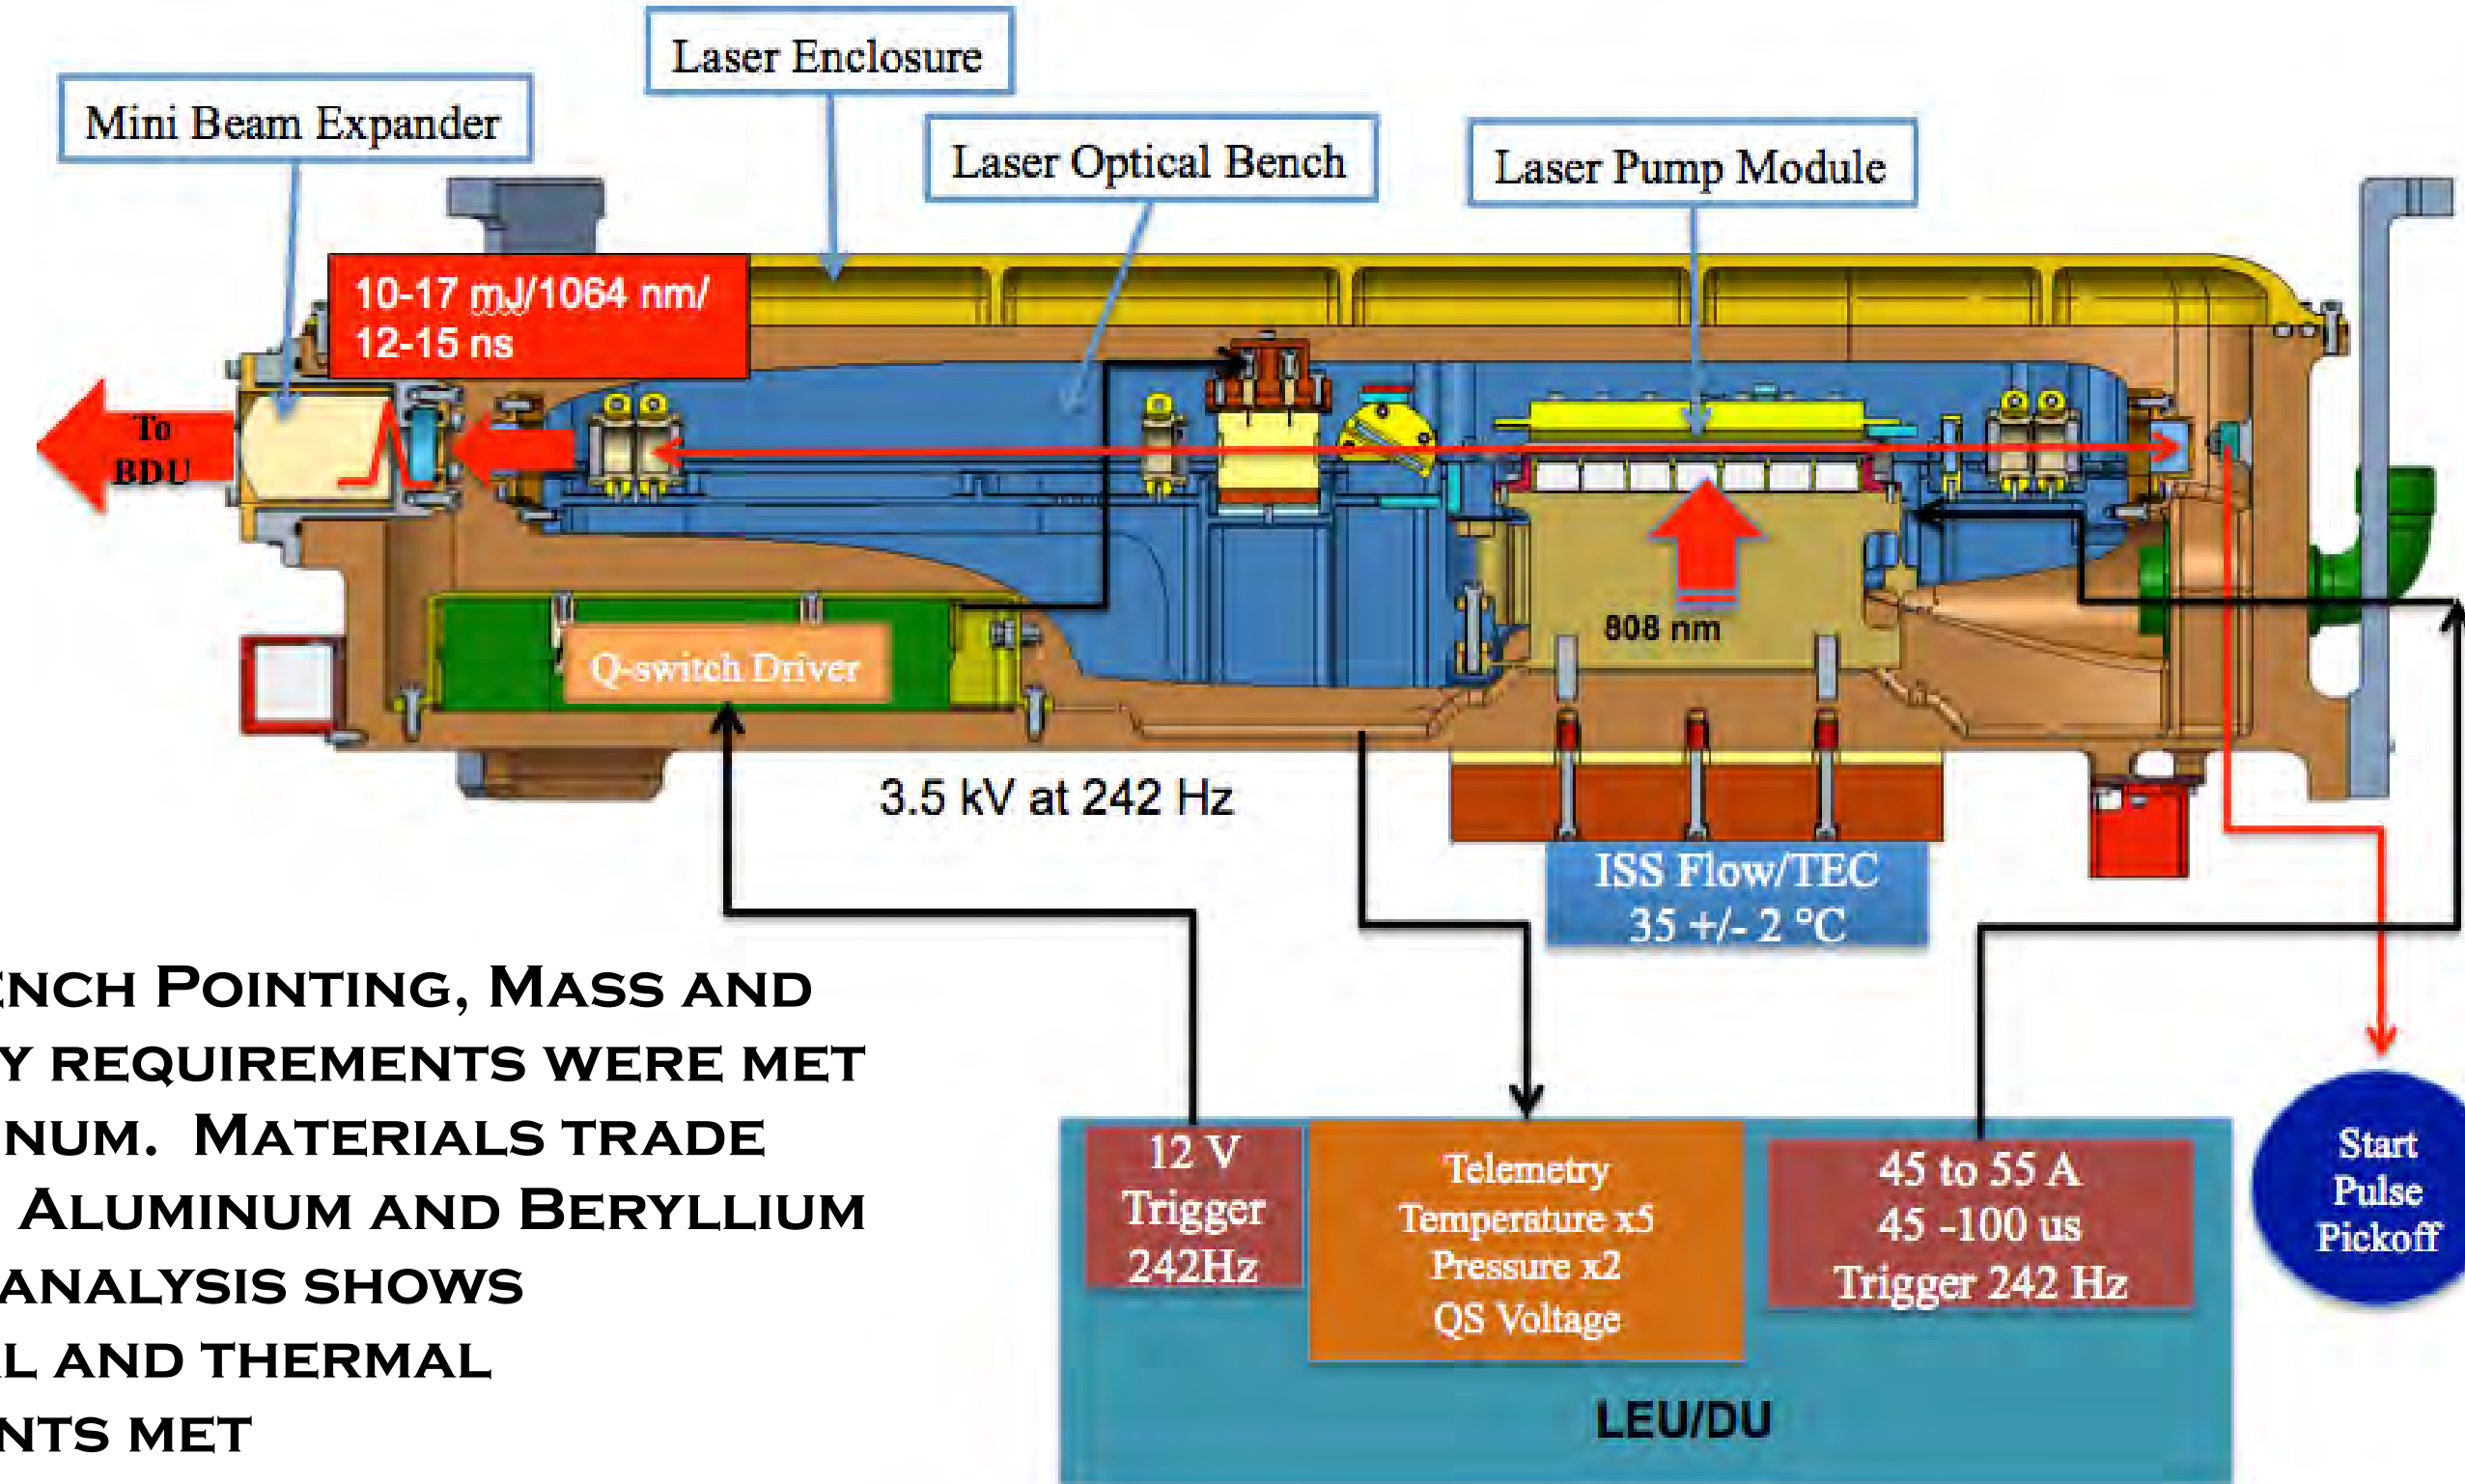 Laser Enclosure
Mini Beam Expander
Laser Optical Bench
Laser Pump Module
10-17 mJ/1064 nm/
12-15 ns
To
BDU
808 nm
Q-switch Driver
3.5 kV at 242 Hz
ISS Flow/TEC
35 +/- 2 °C
ENCH POINTING, MASS AND
Y REQUIREMENTS WERE MET
NUM. MATERIALS TRADE
ALUMINUM AND BERYLLIUM
ANALYSIS SHOWS
L AND THERMAL
NTS MET
12 V
Trigger
242Hz
Telemetry
Temperature x5
Pressure x2
QS Voltage
45 to 55 A
45 -100 us
Trigger 242 Hz
LEU/DU
Start
Pulse
Pickoff